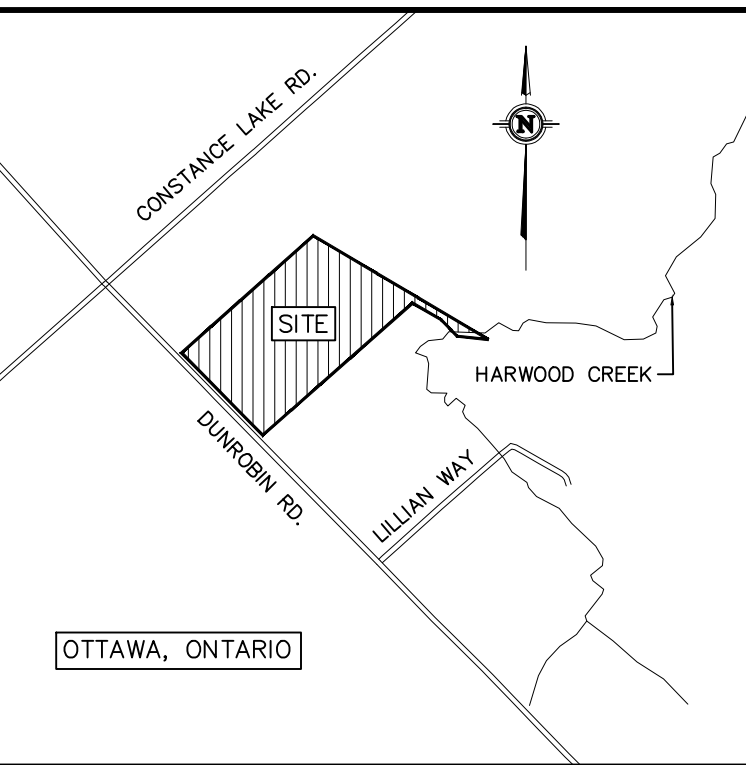 CONSTANCE LAKE RD.
N
SITE
HARWOOD CREEK
DUNROBIN RD.
LILLIAN WAY
OTTAWA, ONTARIO